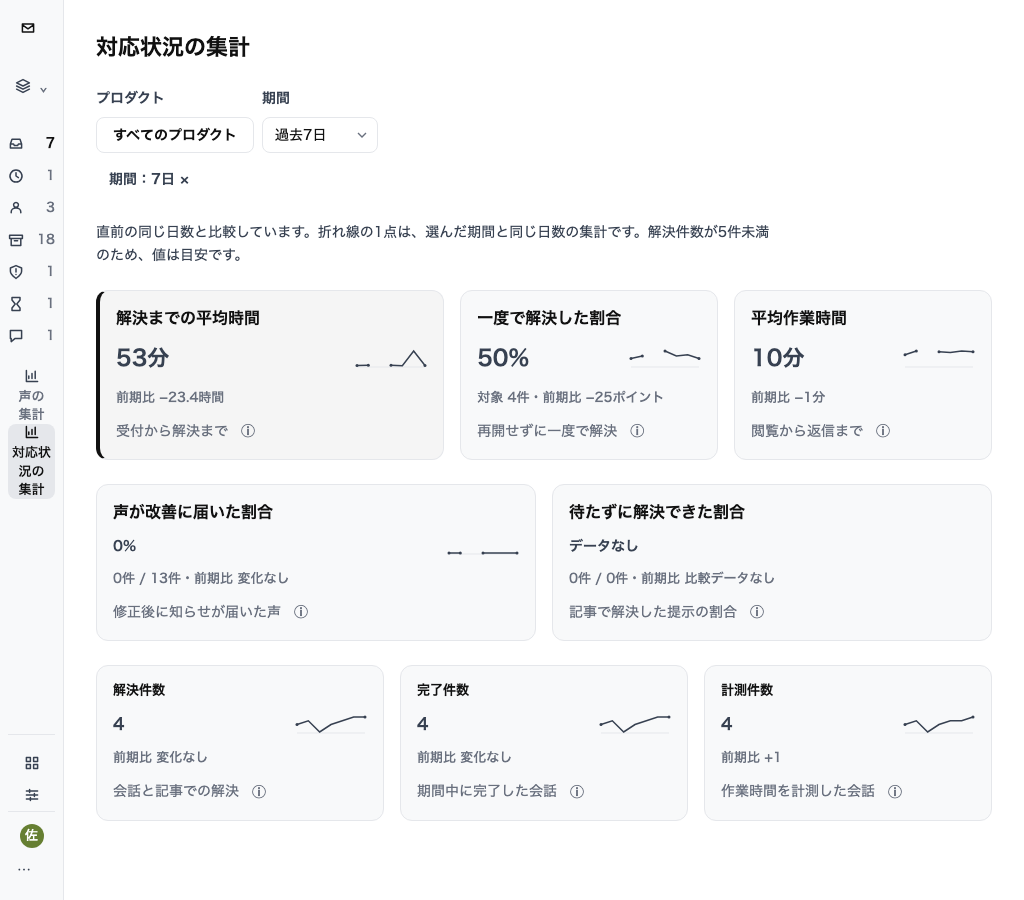 対応状況の集計
プロダクト
期間
すべてのプロダクト
過去7日
期間：7日 ×
直前の同じ日数と比較しています。折れ線の1点は、選んだ期間と同じ日数の集計です。解決件数が5件未満
のため、値は目安です。
7
1
3
18
1
1
1
声の
集計
対応状
況の
集計
佐
…
解決までの平均時間
53分
前期比 −23.4時間
受付から解決まで
一度で解決した割合
50%
対象 4件・前期比 −25ポイント
再開せずに一度で解決
平均作業時間
10分
前期比 −1分
閲覧から返信まで
声が改善に届いた割合
0%
0件 / 13件・前期比 変化なし
修正後に知らせが届いた声
待たずに解決できた割合
データなし
0件 / 0件・前期比 比較データなし
記事で解決した提示の割合
解決件数
4
前期比 変化なし
会話と記事での解決
完了件数
4
前期比 変化なし
期間中に完了した会話
計測件数
4
前期比 +1
作業時間を計測した会話